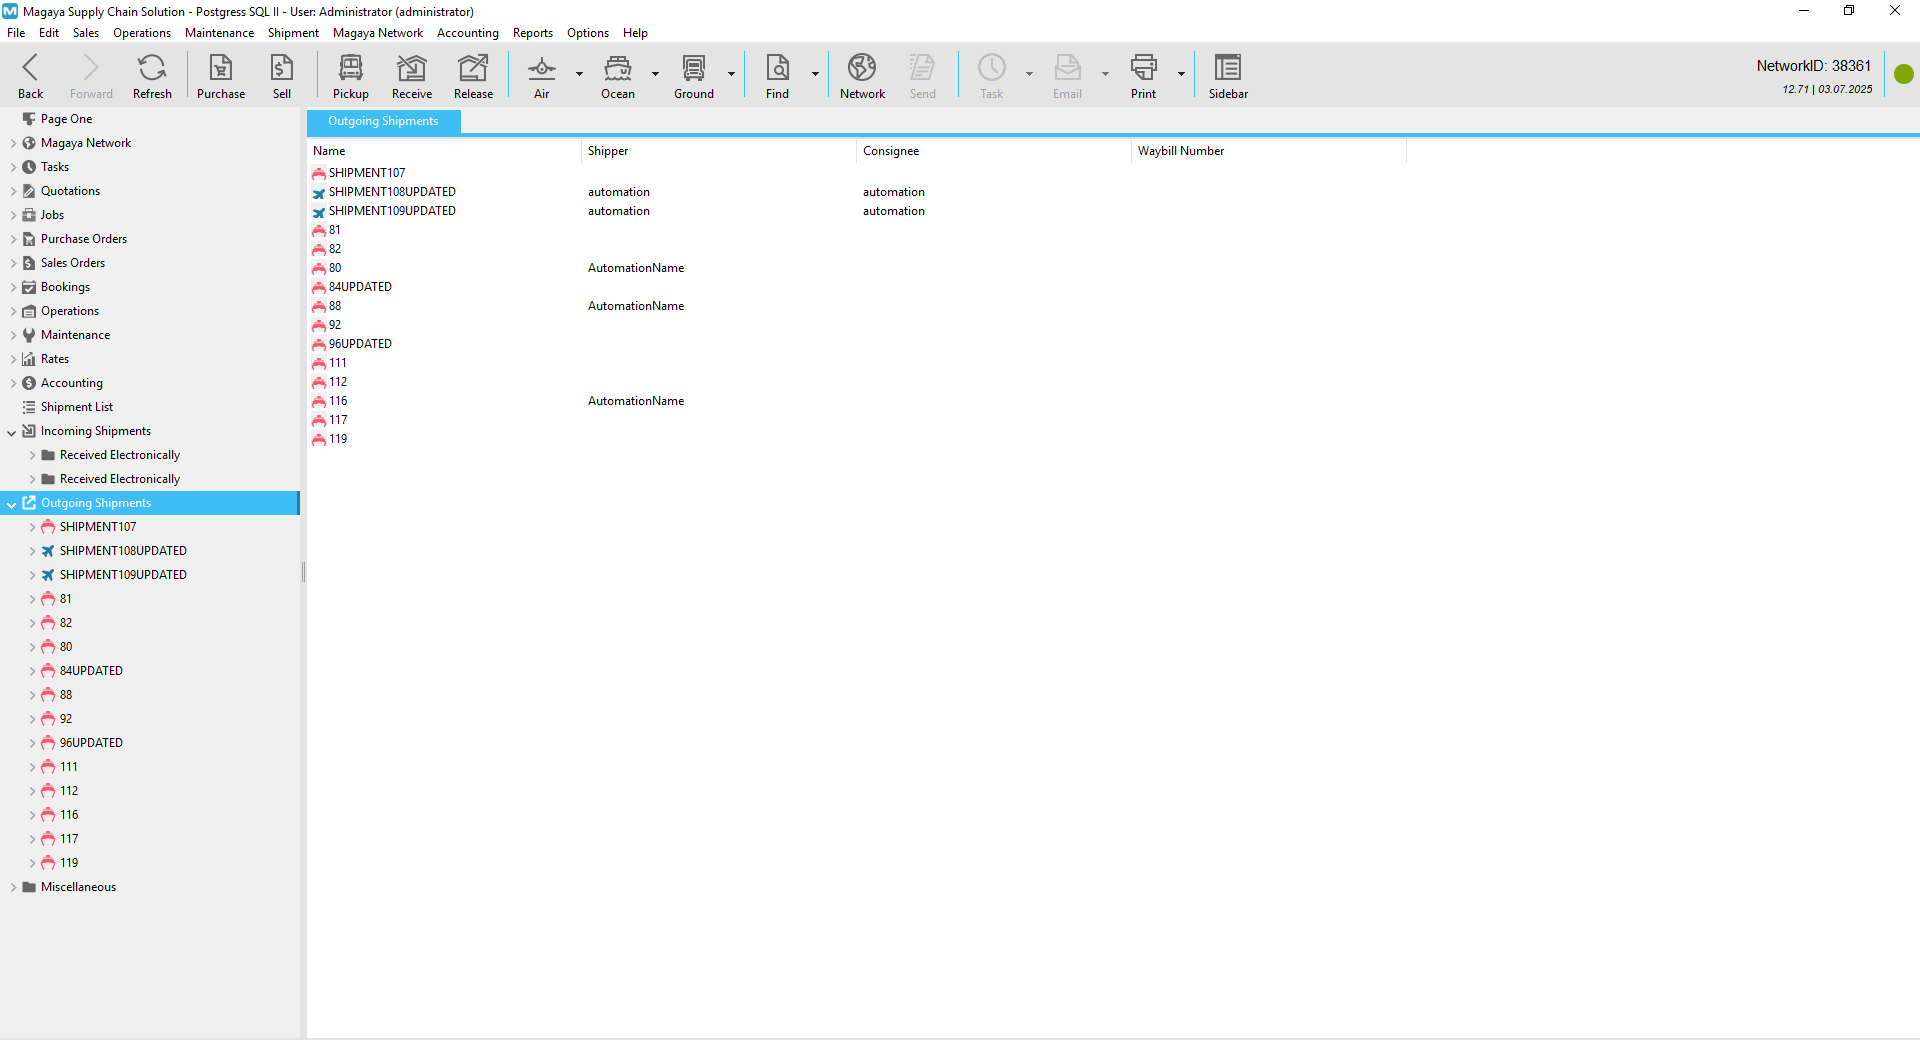 Magaya Supply Chain Solution - Postgress SQL II - User: Administrator (administrator)
File Edit Sales Operations Maintenance Shipment Magaya Network Accounting Reports Options Help
Back Forward Refresh Purchase Sell Pickup Receive Release Air Ocean Ground Find Network Send Task Email Print Sidebar
NetworkID: 38361
12.71 | 03.07.2025
Page One
Magaya Network
Tasks
Quotations
Jobs
Purchase Orders
Sales Orders
Bookings
Operations
Maintenance
Rates
Accounting
Shipment List
Incoming Shipments
Received Electronically
Received Electronically
Outgoing Shipments
SHIPMENT107
SHIPMENT108UPDATED
SHIPMENT109UPDATED
81
82
80
84UPDATED
88
92
96UPDATED
111
112
116
117
119
Miscellaneous
Outgoing Shipments
Name Shipper Consignee Waybill Number
SHIPMENT107
SHIPMENT108UPDATED automation automation
SHIPMENT109UPDATED automation automation
81
82
80 AutomationName
84UPDATED
88 AutomationName
92
96UPDATED
111
112
116 AutomationName
117
119